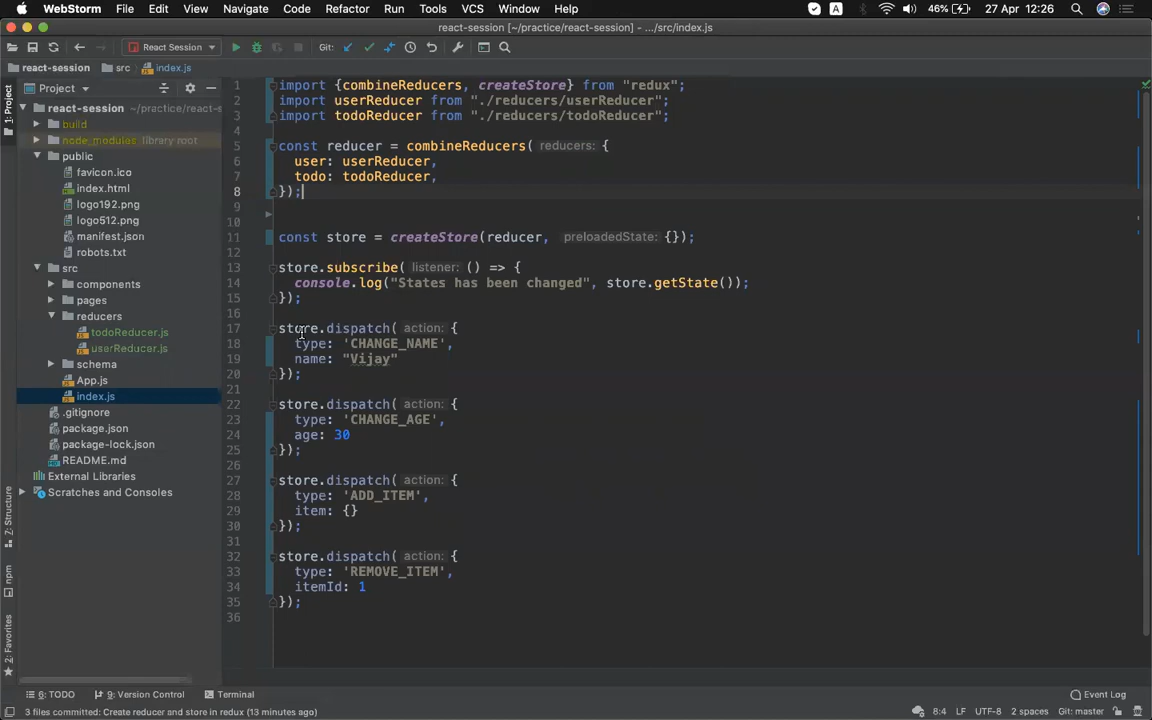 WebStorm File Edit View Navigate Code Refactor Run Tools VCS Window Help A 46% 27 Apr 12:26
react-session [~/practice/react-session] – .../src/index.js
React Session Git:
react-session src index.js
1: Project
Project
react-session ~/practice/react-s
build
node_modules library root
public
favicon.ico
index.html
logo192.png
logo512.png
manifest.json
robots.txt
src
components
pages
reducers
todoReducer.js
userReducer.js
schema
App.js
index.js
.gitignore
package.json
package-lock.json
README.md
External Libraries
Scratches and Consoles
7: Structure
npm
2: Favorites
1 import {combineReducers, createStore} from "redux";
2 import userReducer from "./reducers/userReducer";
3 import todoReducer from "./reducers/todoReducer";
4
5 const reducer = combineReducers( reducers: {
6 user: userReducer,
7 todo: todoReducer,
8 });
9
10
11 const store = createStore(reducer, preloadedState: {});
12
13 store.subscribe( listener: () => {
14 console.log("States has been changed", store.getState());
15 });
16
17 store.dispatch( action: {
18 type: 'CHANGE_NAME',
19 name: "Vijay"
20 });
21
22 store.dispatch( action: {
23 type: 'CHANGE_AGE',
24 age: 30
25 });
26
27 store.dispatch( action: {
28 type: 'ADD_ITEM',
29 item: {}
30 });
31
32 store.dispatch( action: {
33 type: 'REMOVE_ITEM',
34 itemId: 1
35 });
36
6: TODO 9: Version Control Terminal Event Log
3 files committed: Create reducer and store in redux (13 minutes ago) 8:4 LF UTF-8 2 spaces Git: master